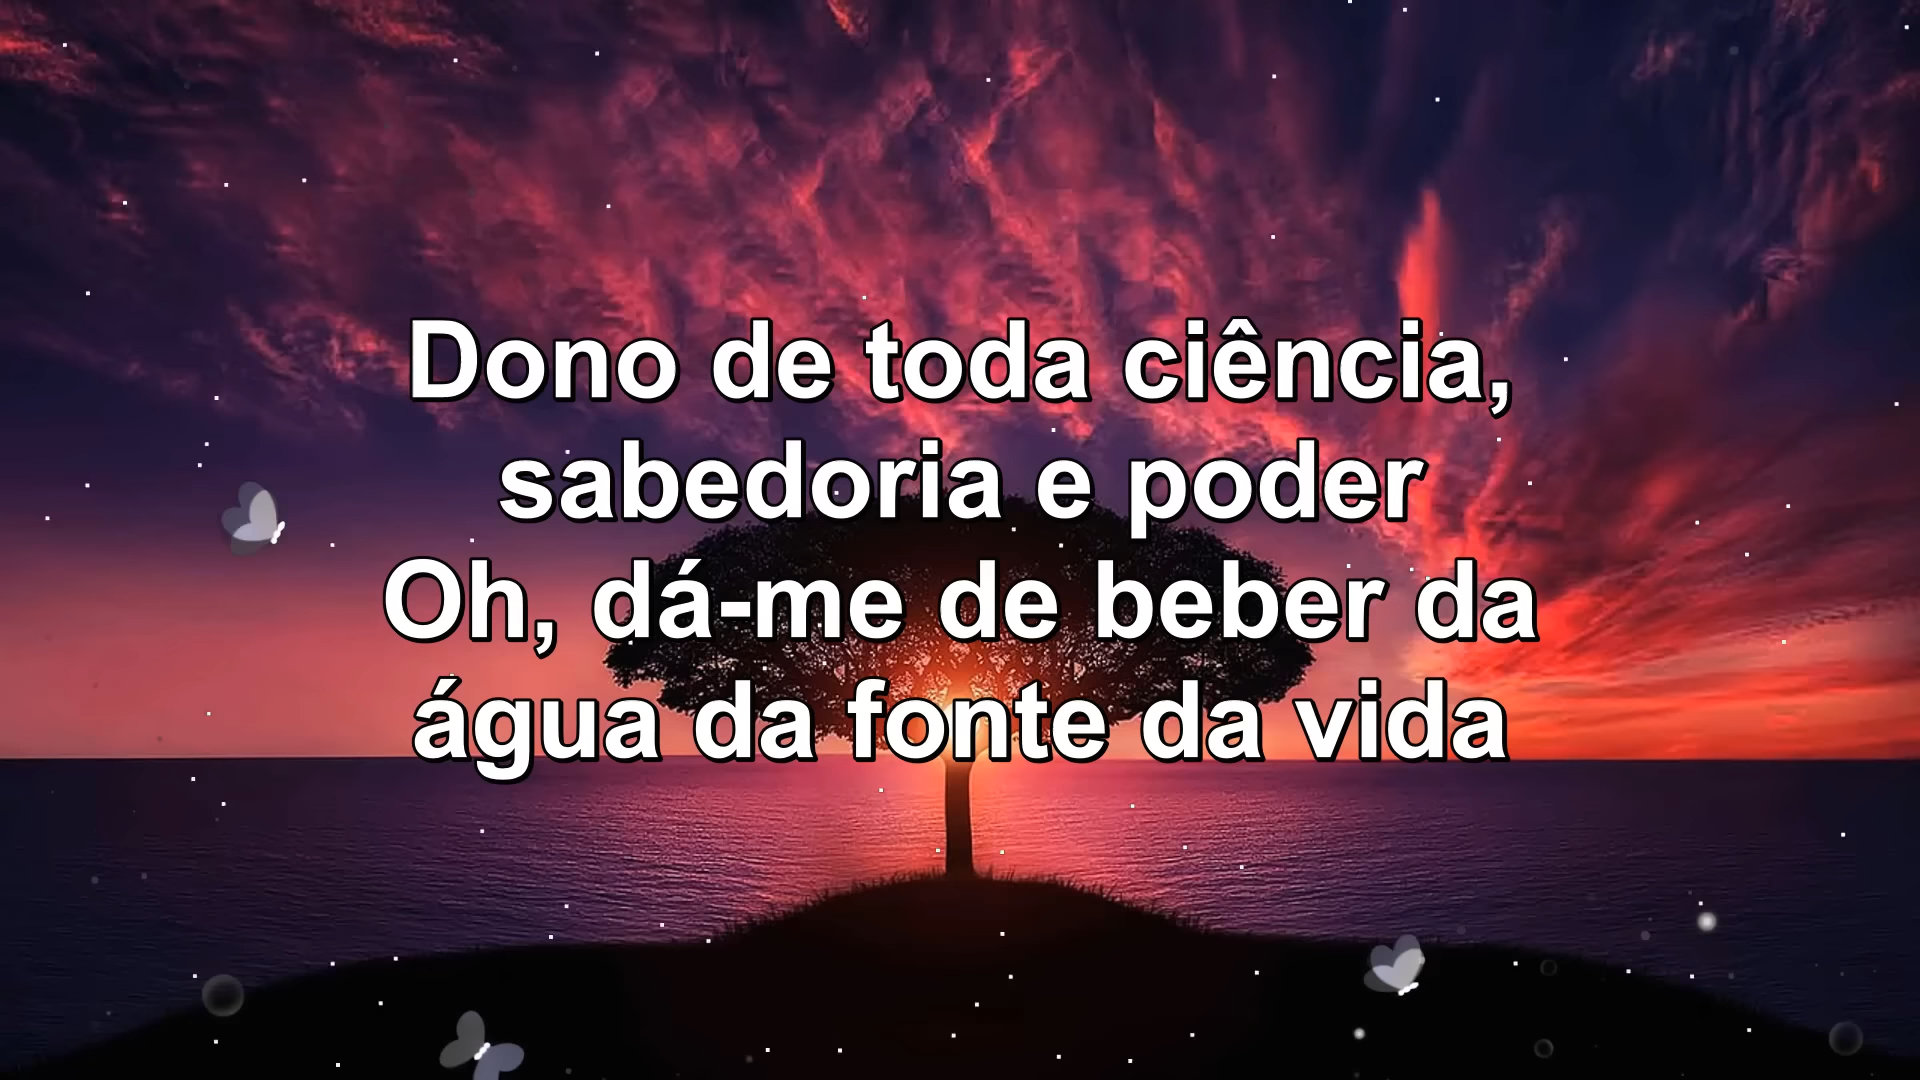 Dono de toda ciência,
sabedoria e poder
Oh, dá-me de beber da
água da fonte da vida